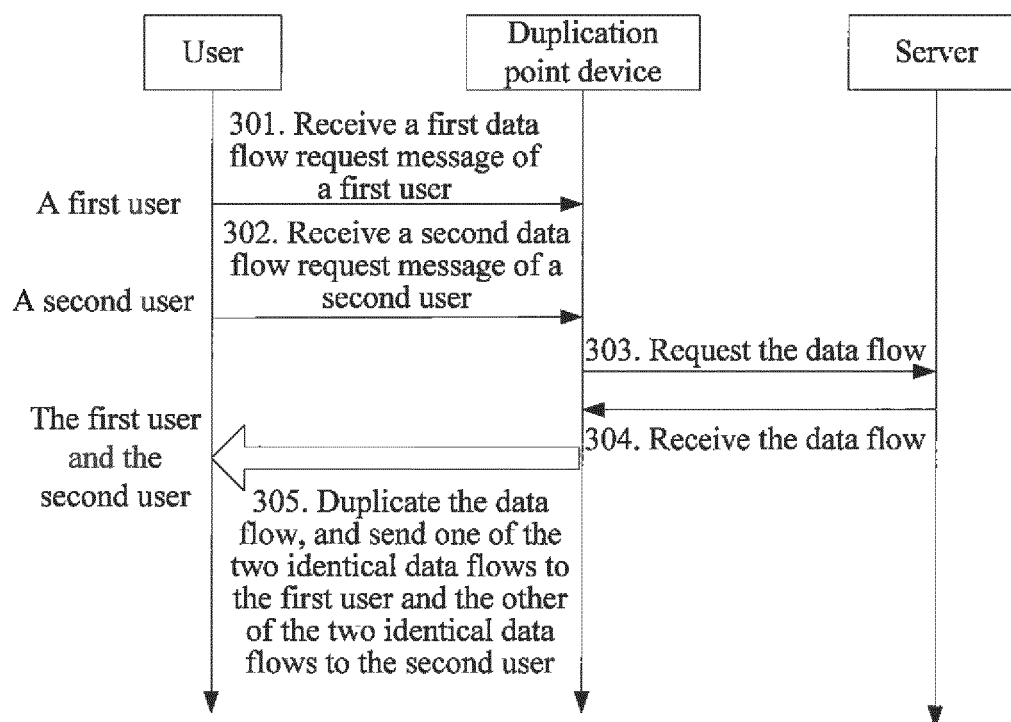 User
Duplication
point device
Server
301. Receive a first data
flow request message of
a first user
A first user
302. Receive a second data
flow request message of a
second user
A second user
303. Request the data flow
304. Receive the data flow
The first user
and the
second user
305. Duplicate the data
flow, and send one of the
two identical data flows to
the first user and the other
of the two identical data
flows to the second user